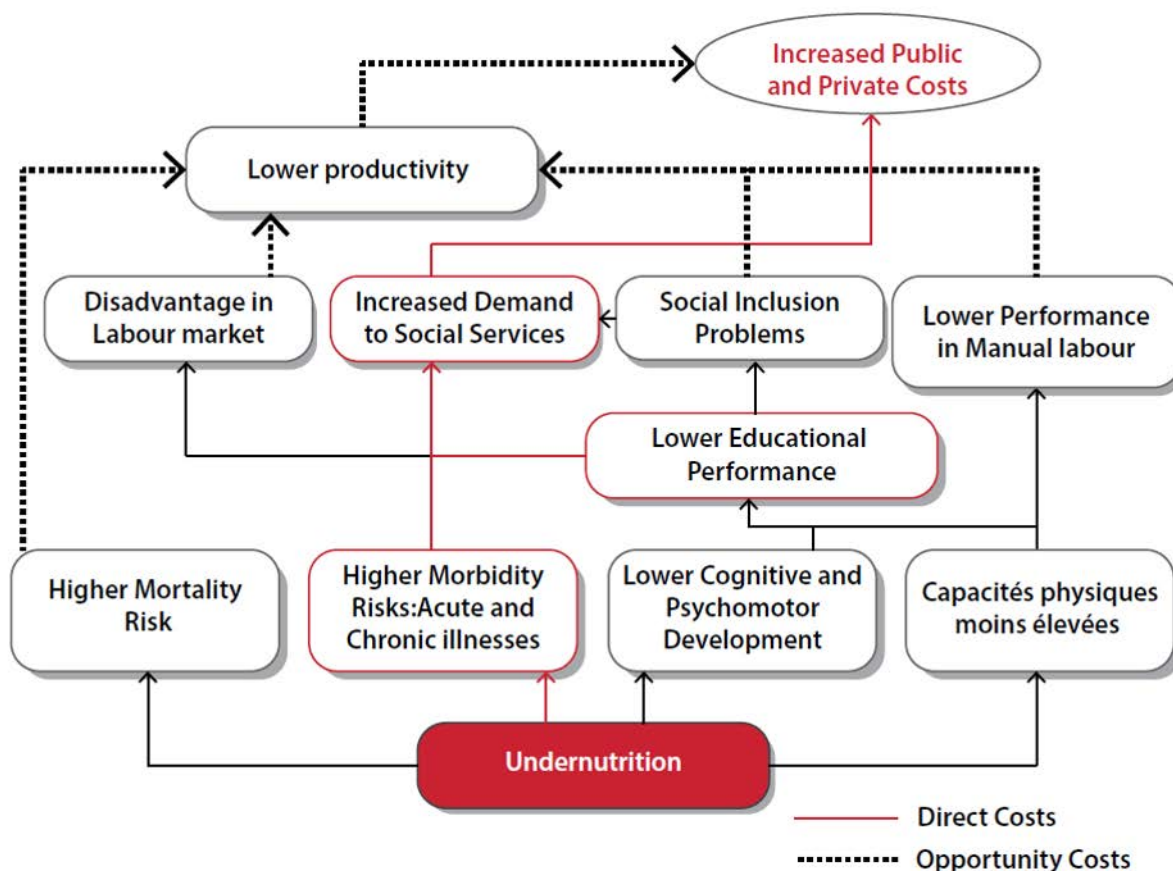 Increased Public
and Private Costs
Lower productivity
Disadvantage in
Labour market
Increased Demand
to Social Services
Social Inclusion
Problems
Lower Performance
in Manual labour
Lower Educational
Performance
Higher Mortality
Risk
Higher Morbidity
Risks:Acute and
Chronic illnesses
Lower Cognitive and
Psychomotor
Development
Capacités physiques
moins élevées
Undernutrition
Direct Costs
Opportunity Costs